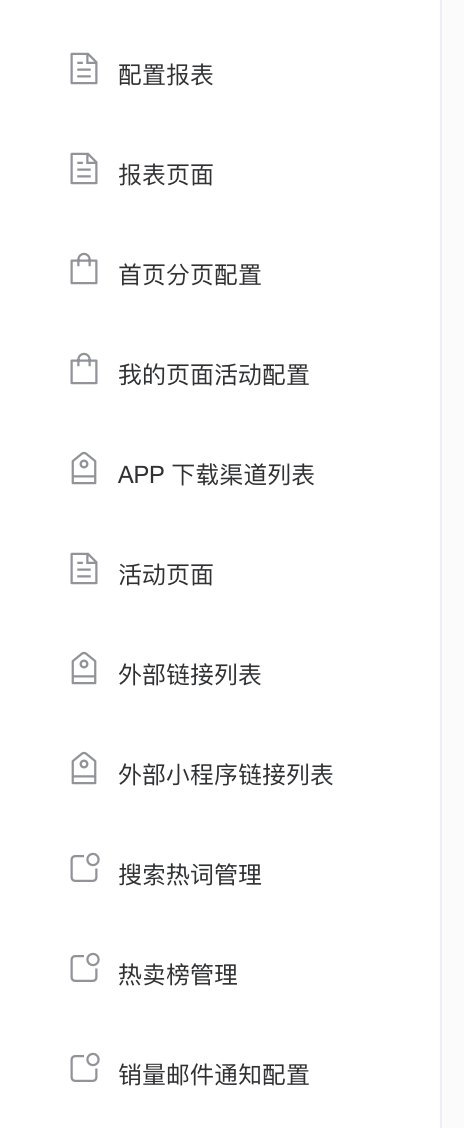 配置报表
报表页面
首页分页配置
我的页面活动配置
APP 下载渠道列表
活动页面
外部链接列表
外部小程序链接列表
搜索热词管理
热卖榜管理
销量邮件通知配置